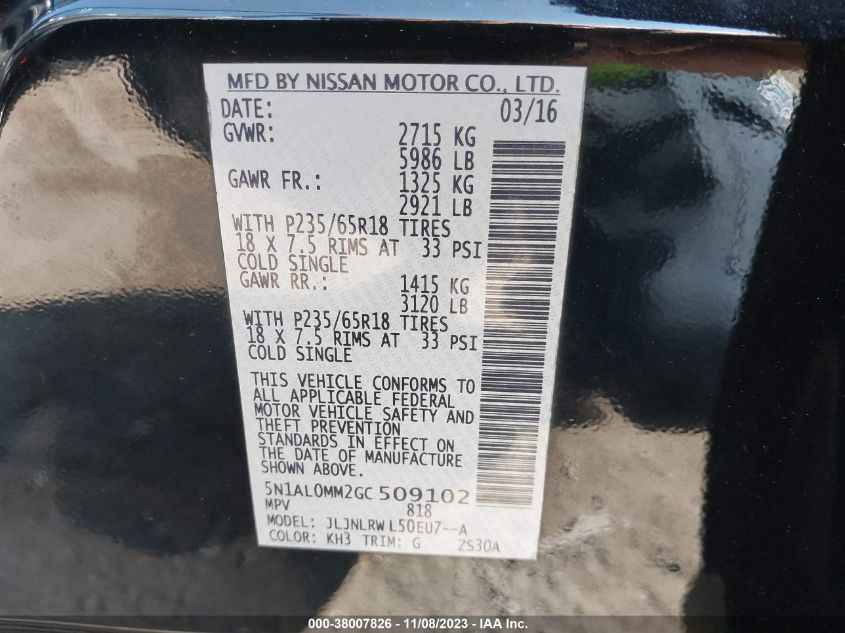 MFD BY NISSAN MOTOR CO., LTD.
DATE: 03/16
GVWR: 2715 KG
5986 LB
GAWR FR.: 1325 KG
2921 LB
WITH P235/65R18 TIRES
18 X 7.5 RIMS AT 33 PSI
COLD SINGLE
GAWR RR.: 1415 KG
3120 LB
WITH P235/65R18 TIRES
18 X 7.5 RIMS AT 33 PSI
COLD SINGLE
THIS VEHICLE CONFORMS TO
ALL APPLICABLE FEDERAL
MOTOR VEHICLE SAFETY AND
THEFT PREVENTION
STANDARDS IN EFFECT ON
THE DATE OF MANUFACTURE
SHOWN ABOVE.
5N1AL0MM2GC 509102
MPV 818
MODEL: JLJNLRW L50EU7--A
COLOR: KH3 TRIM: G 2S30A
000-38007826 - 11/08/2023 - IAA Inc.